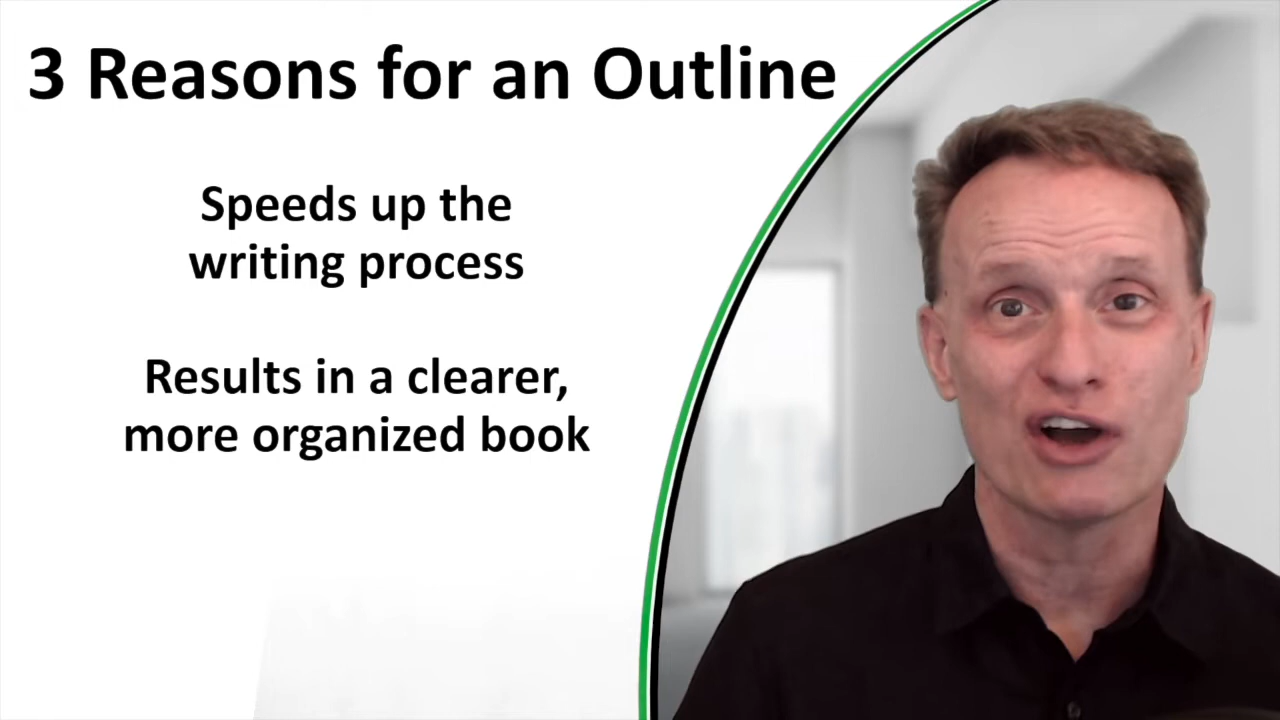 3 Reasons for an Outline
Speeds up the
writing process
Results in a clearer,
more organized book